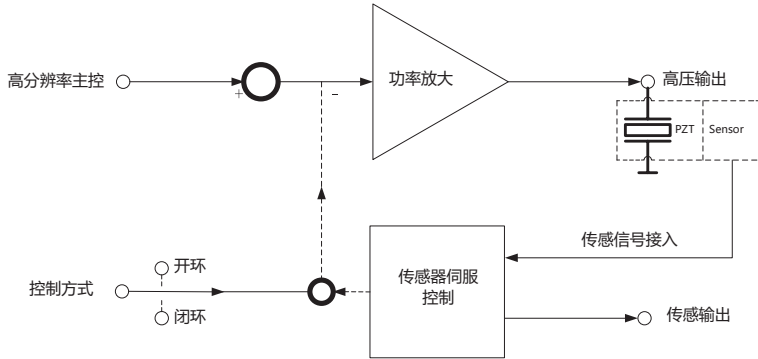 高分辨率主控
+
-
功率放大
高压输出
PZT
Sensor
传感信号接入
控制方式
开环
闭环
传感器伺服
控制
传感输出